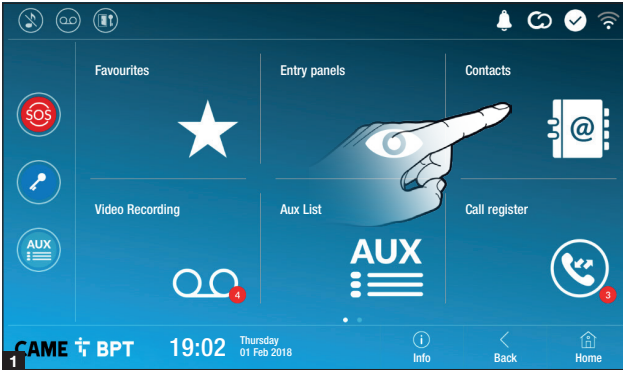 Favourites
Entry panels
Contacts
SOS
@
Video Recording
Aux List
Call register
AUX
AUX
4
3
CAME BPT
19:02
Thursday
01 Feb 2018
i
Info
Back
Home
1